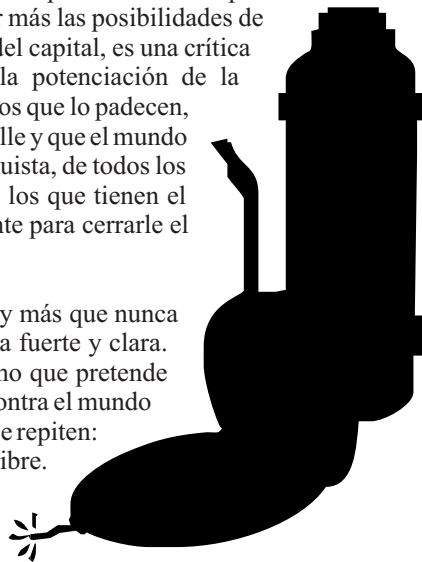 r más las posibilidades de
del capital, es una crítica
la potenciación de la
os que lo padecen,
lle y que el mundo
uista, de todos los
los que tienen el
nte para cerrarle el
y más que nunca
a fuerte y clara.
no que pretende
ontra el mundo
e repiten:
ibre.